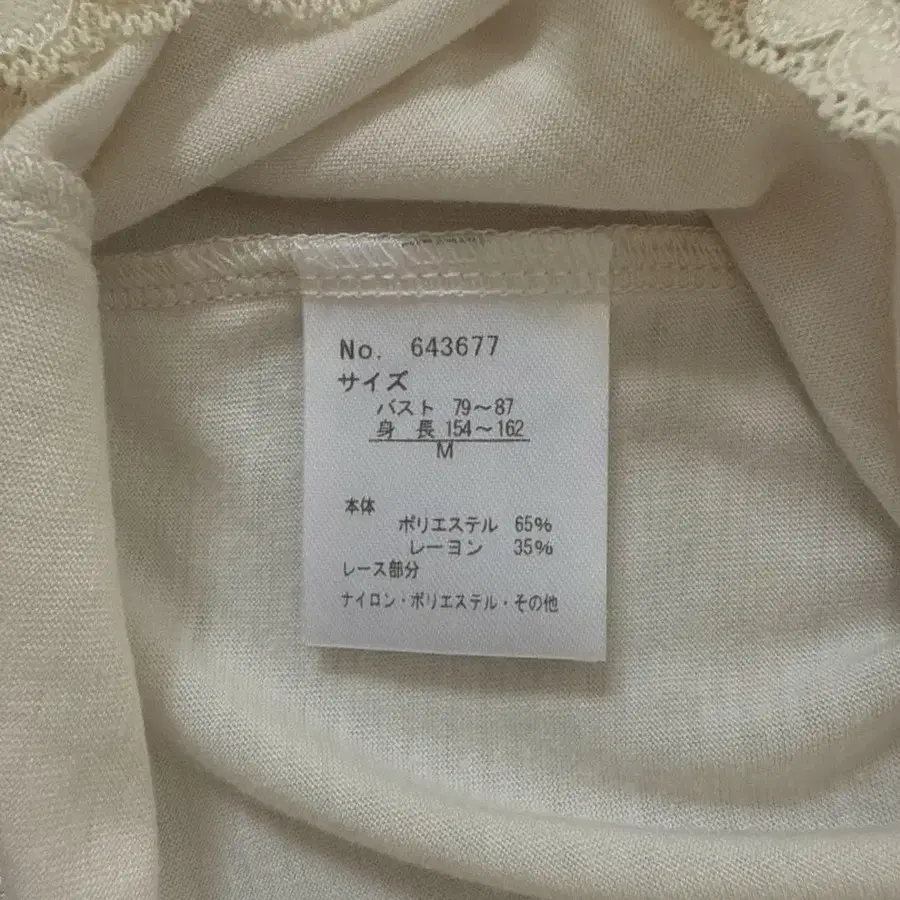 No. 643677
サイズ
バスト 79〜87
身 長 154〜162
M
本体
ポリエステル 65%
レーヨン 35%
レース部分
ナイロン・ポリエステル・その他